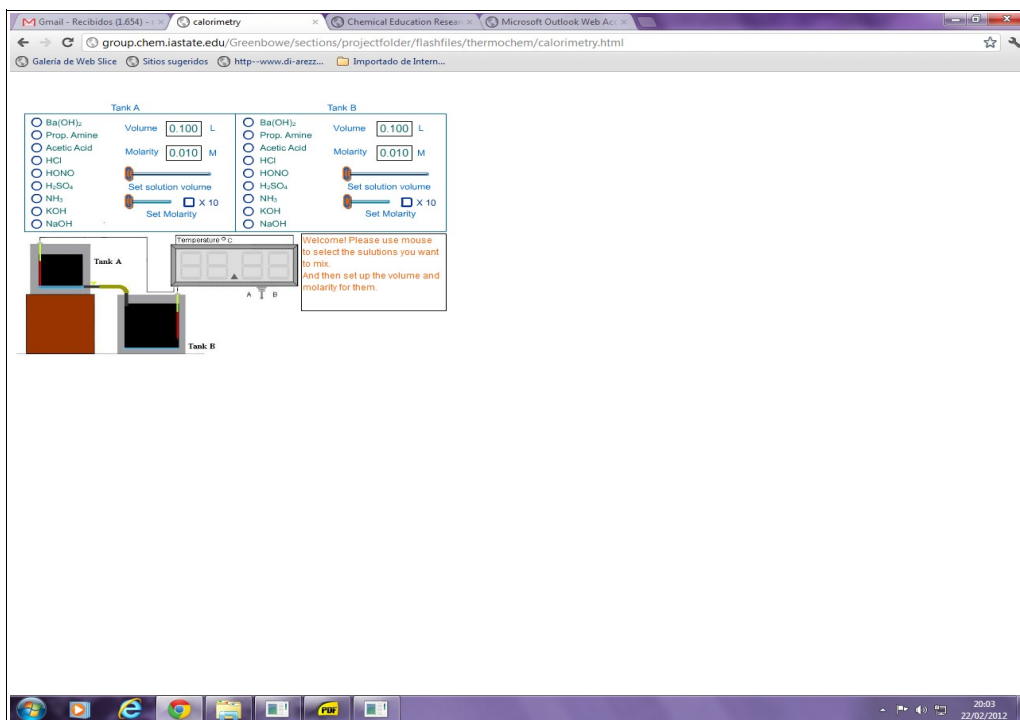 Gmail - Recibidos (1.654) -
calorimetry
Chemical Education Resear
Microsoft Outlook Web Acc
group.chem.iastate.edu/Greenbowe/sections/projectfolder/flashfiles/thermochem/calorimetry.html
Galería de Web Slice
Sitios sugeridos
http--www.di-arezz...
Importado de Intern...
Tank A
Ba(OH)₂
Prop. Amine
Acetic Acid
HCl
HONO
H₂SO₄
NH₃
KOH
NaOH
Volume 0.100 L
Molarity 0.010 M
Set solution volume
X 10
Set Molarity
Tank B
Ba(OH)₂
Prop. Amine
Acetic Acid
HCl
HONO
H₂SO₄
NH₃
KOH
NaOH
Volume 0.100 L
Molarity 0.010 M
Set solution volume
X 10
Set Molarity
Tank A
Temperature ºC
A B
Tank B
Welcome! Please use mouse
to select the sulutions you want
to mix.
And then set up the volume and
molarity for them.
PDF
20:03
22/02/2012